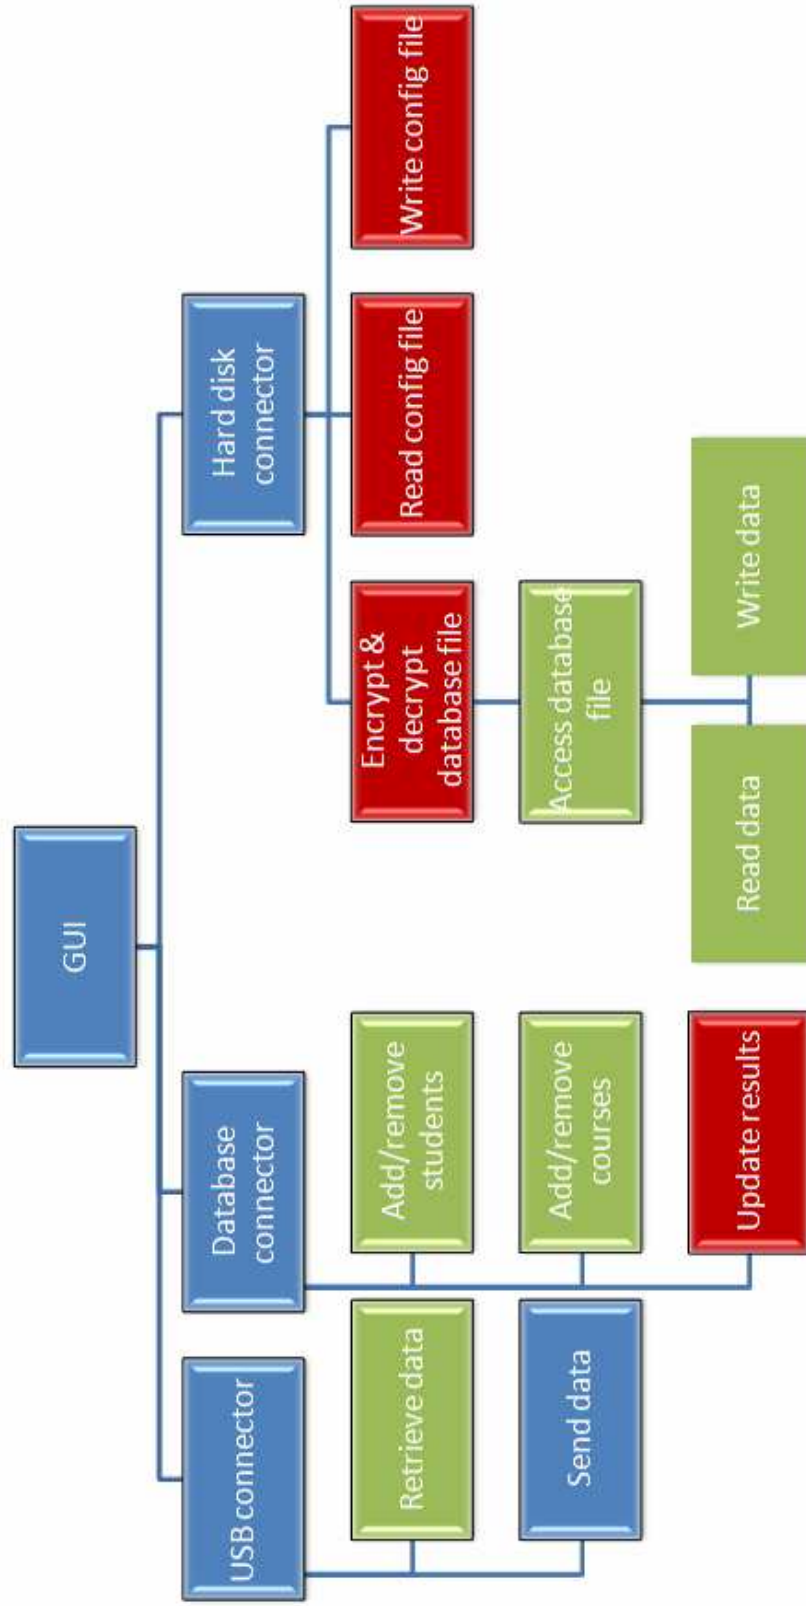 GUI
USB connector
Database
connector
Hard disk
connector
Retrieve data
Send data
Add/remove
students
Add/remove
courses
Update results
Encrypt &
decrypt
database file
Access database
file
Read data
Write data
Read config file
Write config file